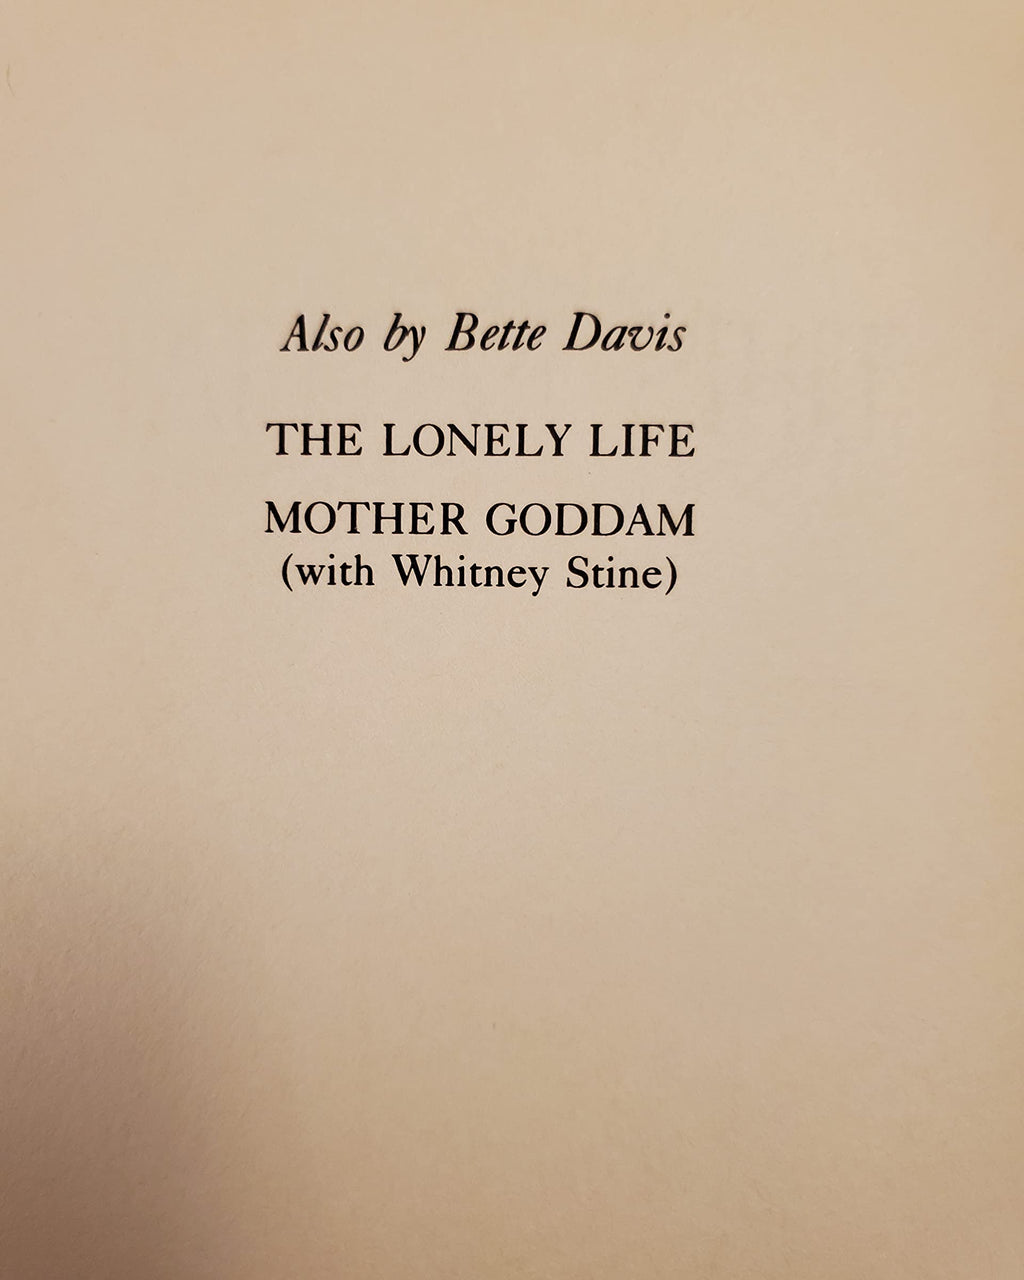 Also by Bette Davis
THE LONELY LIFE
MOTHER GODDAM
(with Whitney Stine)